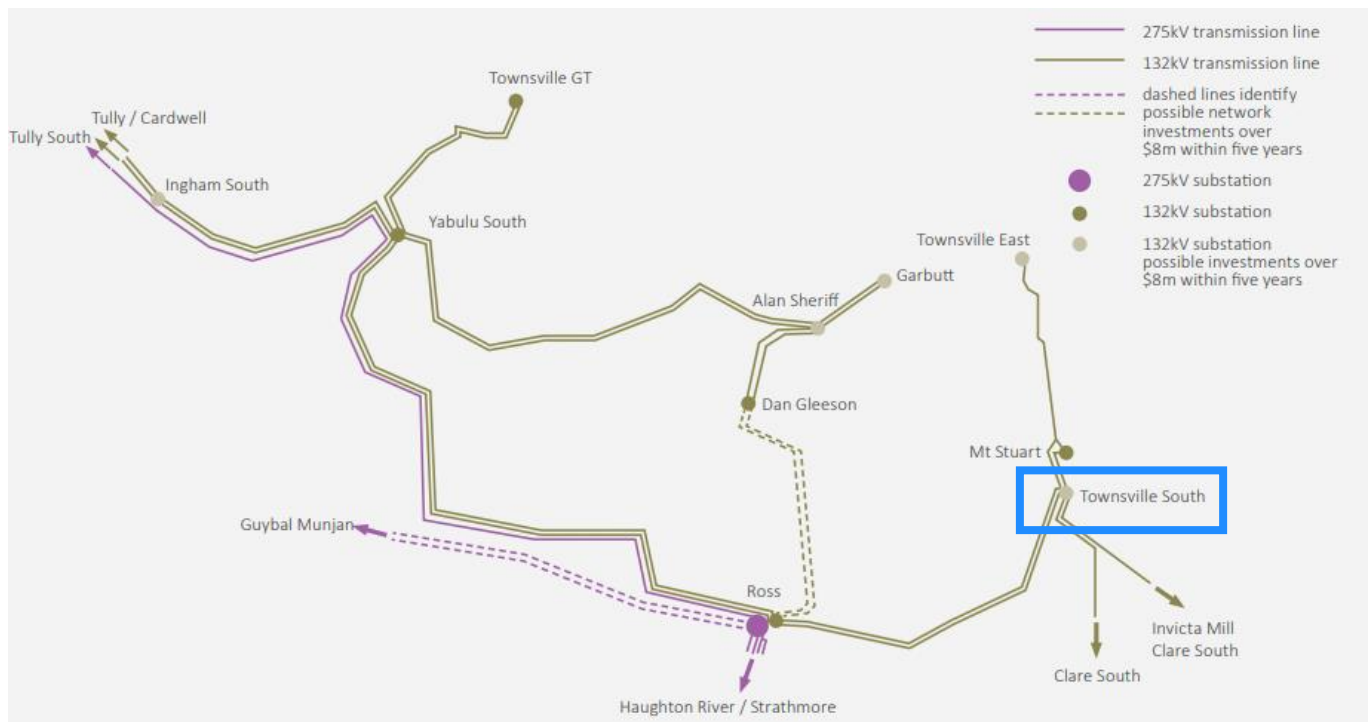 275kV transmission line
132kV transmission line
dashed lines identify
possible network
investments over
$8m within five years
275kV substation
132kV substation
132kV substation
possible investments over
$8m within five years
Townsville GT
Tully / Cardwell
Tully South
Ingham South
Yabulu South
Townsville East
Garbutt
Alan Sheriff
Dan Gleeson
Mt Stuart
Townsville South
Guybal Munjan
Ross
Invicta Mill
Clare South
Clare South
Haughton River / Strathmore